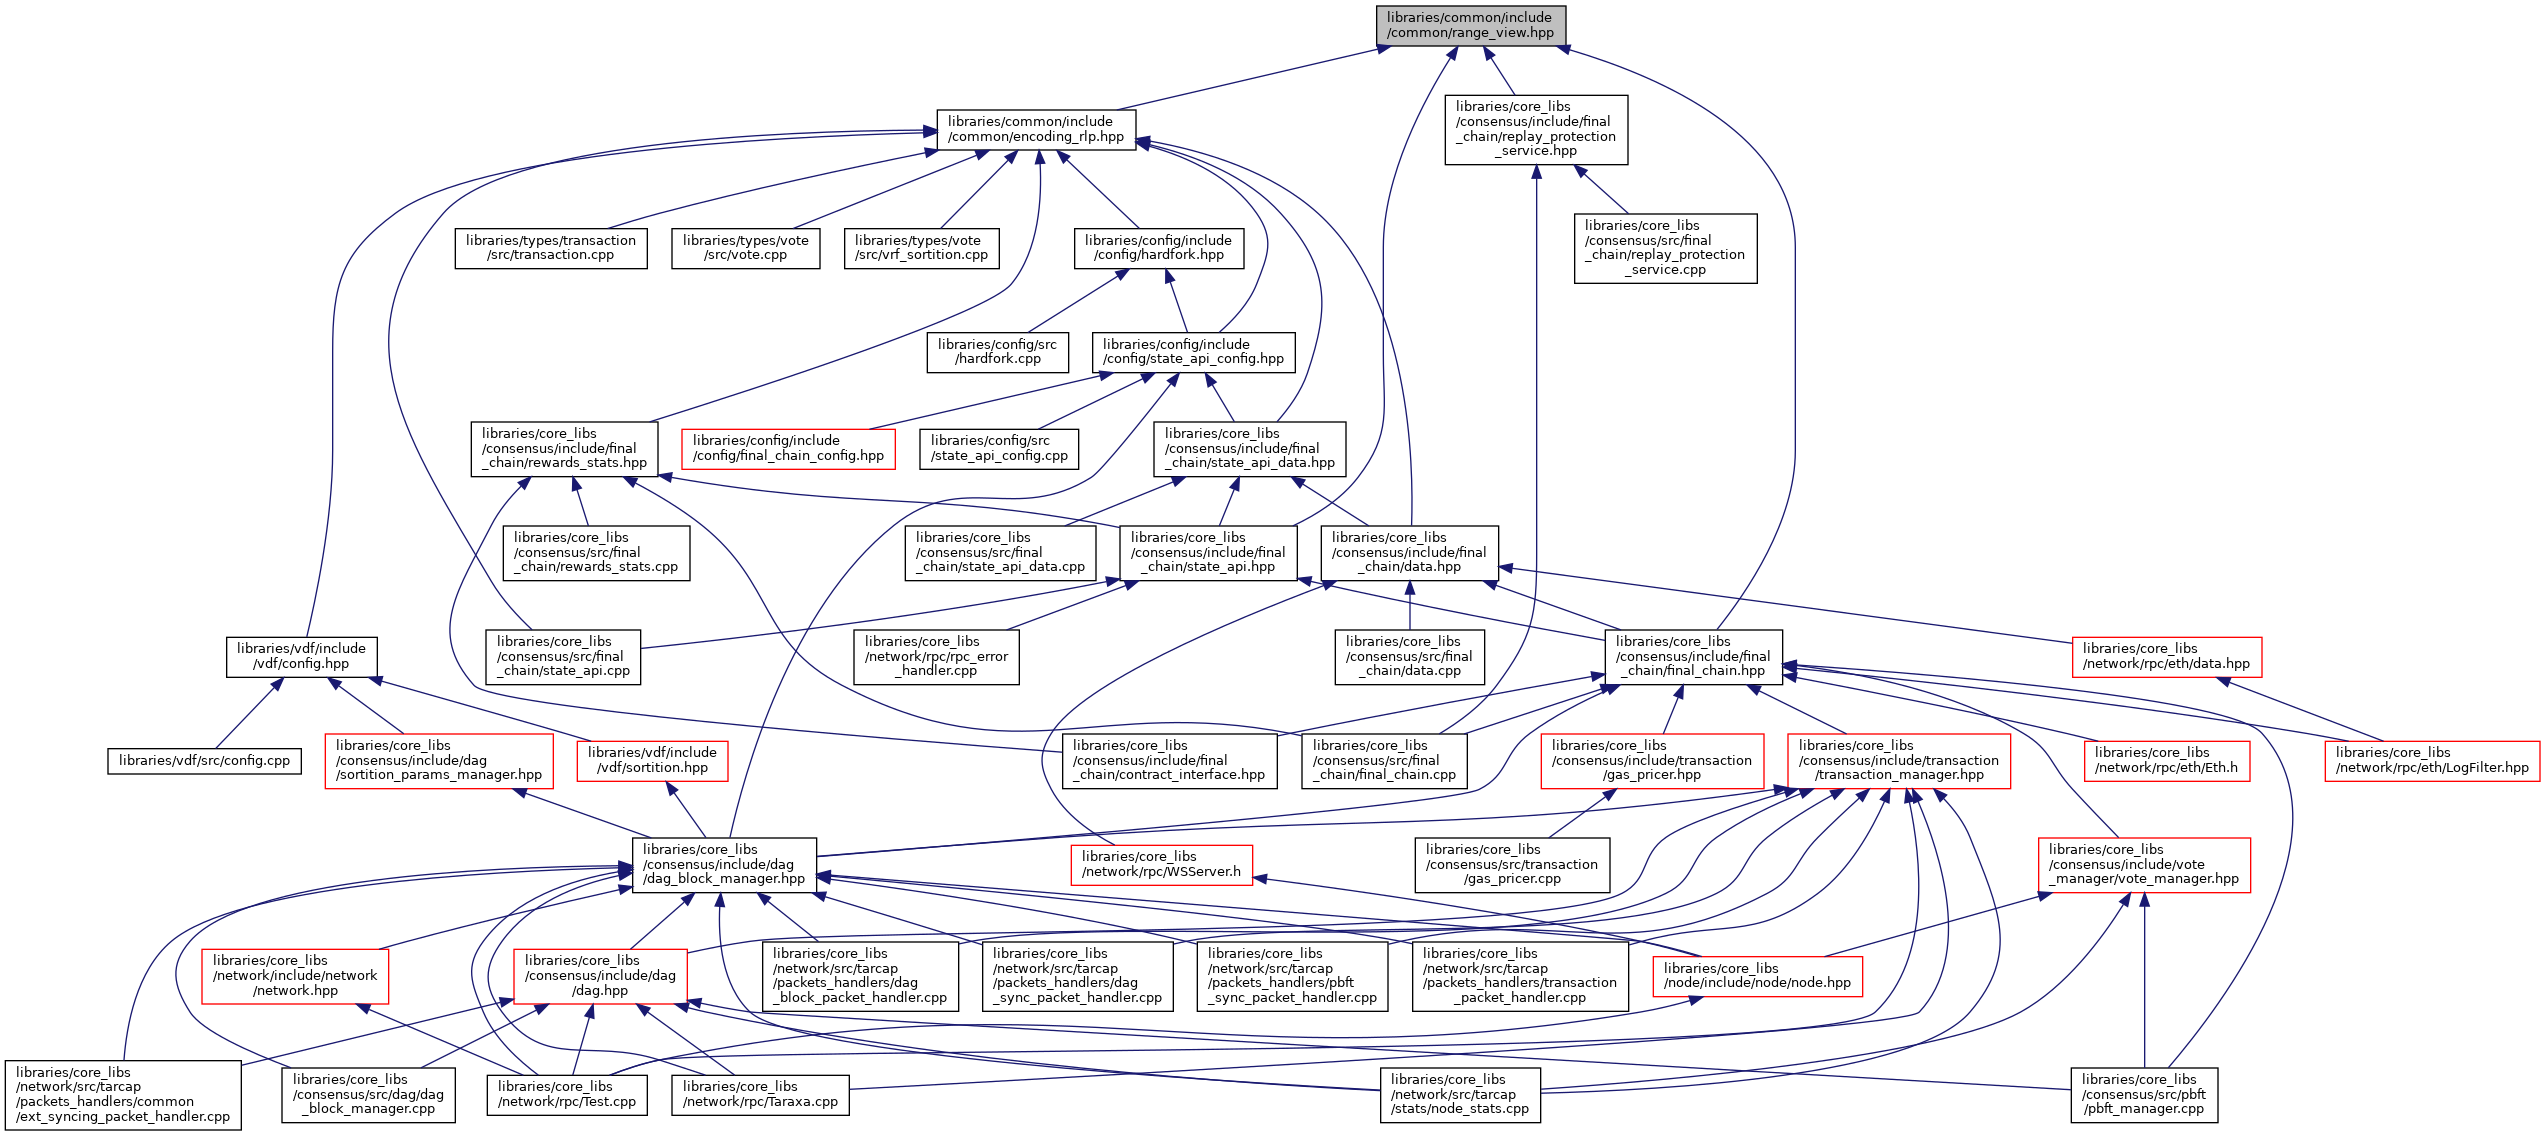 libraries/common/include
/common/range_view.hpp
libraries/core_libs
/consensus/include/final
_chain/replay_protection
_service.hpp
libraries/common/include
/common/encoding_rlp.hpp
libraries/core_libs
/consensus/src/final
_chain/replay_protection
_service.cpp
libraries/types/transaction
/src/transaction.cpp
libraries/types/vote
/src/vote.cpp
libraries/types/vote
/src/vrf_sortition.cpp
libraries/config/include
/config/hardfork.hpp
libraries/config/src
/hardfork.cpp
libraries/config/include
/config/state_api_config.hpp
libraries/core_libs
/consensus/include/final
_chain/rewards_stats.hpp
libraries/config/include
/config/final_chain_config.hpp
libraries/config/src
/state_api_config.cpp
libraries/core_libs
/consensus/include/final
_chain/state_api_data.hpp
libraries/core_libs
/consensus/src/final
_chain/rewards_stats.cpp
libraries/core_libs
/consensus/src/final
_chain/state_api_data.cpp
libraries/core_libs
/consensus/include/final
_chain/state_api.hpp
libraries/core_libs
/consensus/include/final
_chain/data.hpp
libraries/vdf/include
/vdf/config.hpp
libraries/core_libs
/consensus/src/final
_chain/state_api.cpp
libraries/core_libs
/network/rpc/rpc_error
_handler.cpp
libraries/core_libs
/consensus/src/final
_chain/data.cpp
libraries/core_libs
/consensus/include/final
_chain/final_chain.hpp
libraries/core_libs
/network/rpc/eth/data.hpp
libraries/vdf/src/config.cpp
libraries/core_libs
/consensus/include/dag
/sortition_params_manager.hpp
libraries/vdf/include
/vdf/sortition.hpp
libraries/core_libs
/consensus/include/final
_chain/contract_interface.hpp
libraries/core_libs
/consensus/src/final
_chain/final_chain.cpp
libraries/core_libs
/consensus/include/transaction
/gas_pricer.hpp
libraries/core_libs
/consensus/include/transaction
/transaction_manager.hpp
libraries/core_libs
/network/rpc/eth/Eth.h
libraries/core_libs
/network/rpc/eth/LogFilter.hpp
libraries/core_libs
/consensus/include/dag
/dag_block_manager.hpp
libraries/core_libs
/network/rpc/WSServer.h
libraries/core_libs
/consensus/src/transaction
/gas_pricer.cpp
libraries/core_libs
/consensus/include/vote
_manager/vote_manager.hpp
libraries/core_libs
/network/include/network
/network.hpp
libraries/core_libs
/consensus/include/dag
/dag.hpp
libraries/core_libs
/network/src/tarcap
/packets_handlers/dag
_block_packet_handler.cpp
libraries/core_libs
/network/src/tarcap
/packets_handlers/dag
_sync_packet_handler.cpp
libraries/core_libs
/network/src/tarcap
/packets_handlers/pbft
_sync_packet_handler.cpp
libraries/core_libs
/network/src/tarcap
/packets_handlers/transaction
_packet_handler.cpp
libraries/core_libs
/node/include/node/node.hpp
libraries/core_libs
/network/src/tarcap
/packets_handlers/common
/ext_syncing_packet_handler.cpp
libraries/core_libs
/consensus/src/dag/dag
_block_manager.cpp
libraries/core_libs
/network/rpc/Test.cpp
libraries/core_libs
/network/rpc/Taraxa.cpp
libraries/core_libs
/network/src/tarcap
/stats/node_stats.cpp
libraries/core_libs
/consensus/src/pbft
/pbft_manager.cpp